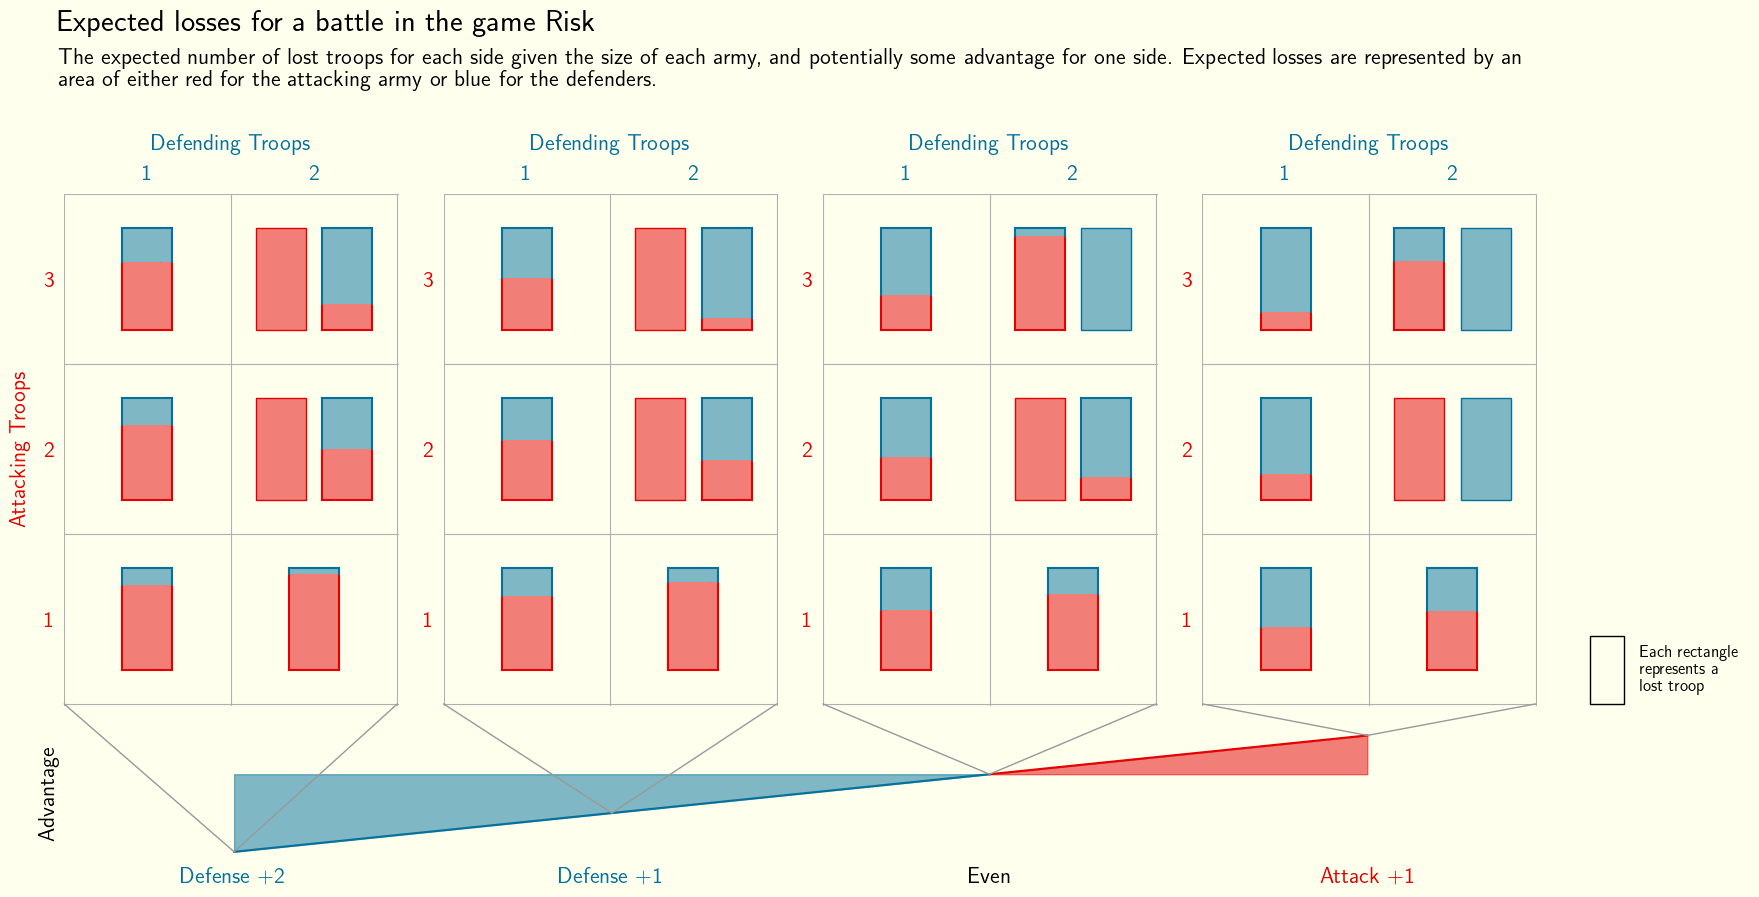 Expected losses for a battle in the game Risk
The expected number of lost troops for each side given the size of each army, and potentially some advantage for one side. Expected losses are represented by an
area of either red for the attacking army or blue for the defenders.
Defending Troops
1 2
Defending Troops
1 2
Defending Troops
1 2
Defending Troops
1 2
Attacking Troops
3
2
1
3
2
1
3
2
1
3
2
1
Each rectangle
represents a
lost troop
Advantage
Defense +2
Defense +1
Even
Attack +1